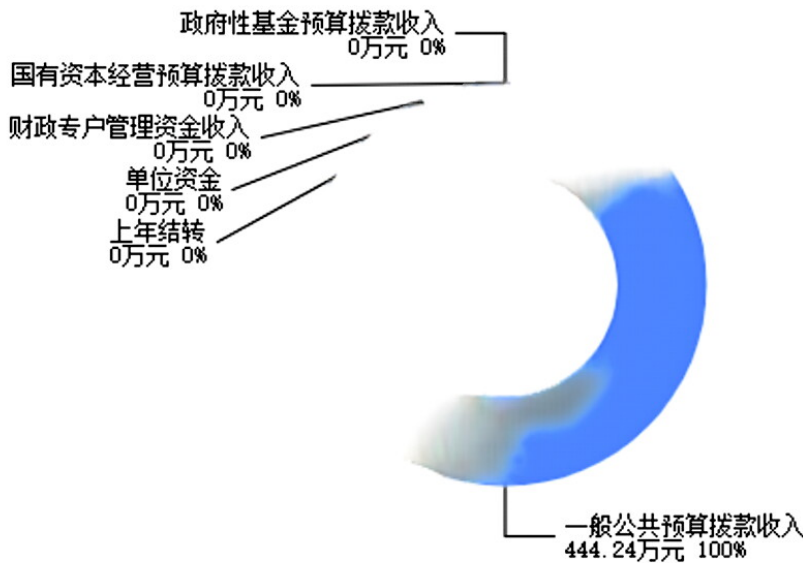 政府性基金预算拨款收入
0万元 0%
国有资本经营预算拨款收入
0万元 0%
财政专户管理资金收入
0万元 0%
单位资金
0万元 0%
上年结转
0万元 0%
一般公共预算拨款收入
444.24万元 100%